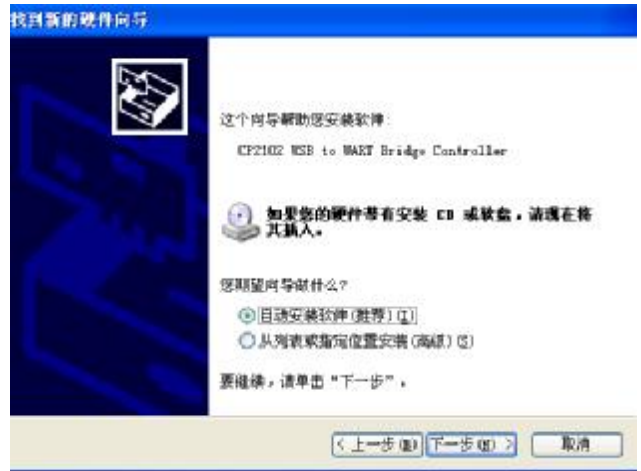 找到新的硬件向导
这个向导帮助您安装软件:
CP2102 USB to UART Bridge Controller
如果您的硬件带有安装 CD 或软盘，请现在将
其插入。
您期望向导做什么?
自动安装软件(推荐)(I)
从列表或指定位置安装(高级)(S)
要继续，请单击“下一步”。
< 上一步(B)
下一步(N) >
取消